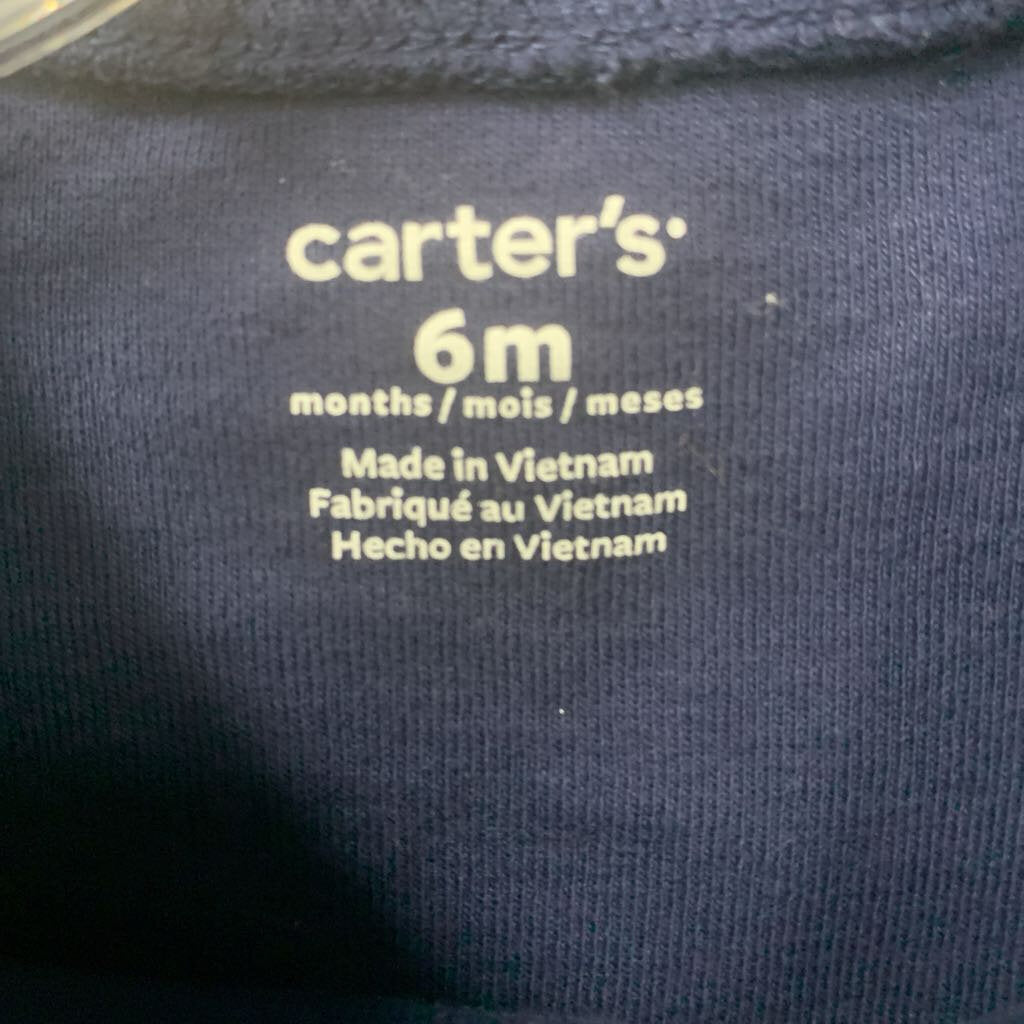 carter's
6m
months / mois / meses
Made in Vietnam
Fabriqué au Vietnam
Hecho en Vietnam